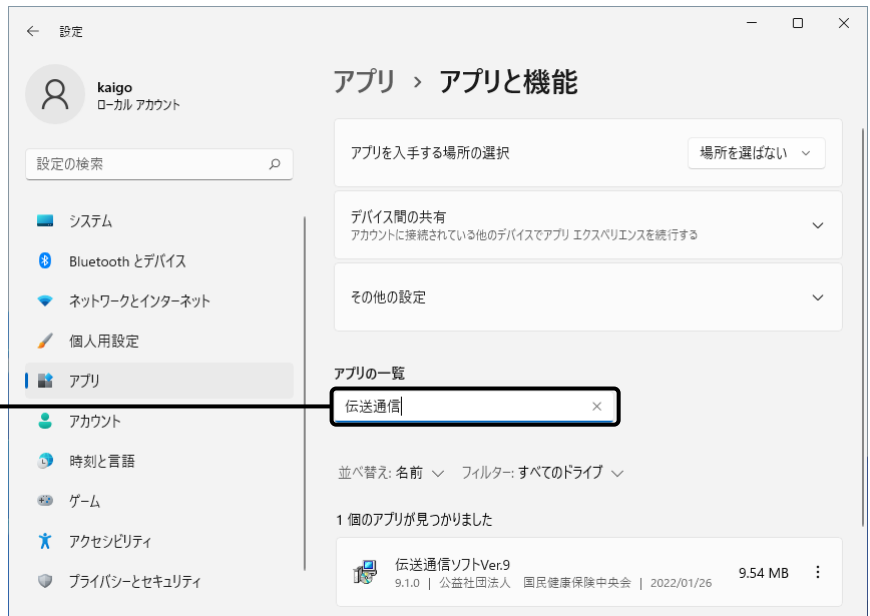 設定
kaigo
ローカル アカウント
設定の検索
システム
Bluetooth とデバイス
ネットワークとインターネット
個人用設定
アプリ
アカウント
時刻と言語
ゲーム
アクセシビリティ
プライバシーとセキュリティ
アプリ › アプリと機能
アプリを入手する場所の選択
場所を選ばない
デバイス間の共有
アカウントに接続されている他のデバイスでアプリ エクスペリエンスを続行する
その他の設定
アプリの一覧
伝送通信
並べ替え: 名前 フィルター: すべてのドライブ
1 個のアプリが見つかりました
伝送通信ソフトVer.9
9.1.0 | 公益社団法人 国民健康保険中央会 | 2022/01/26
9.54 MB